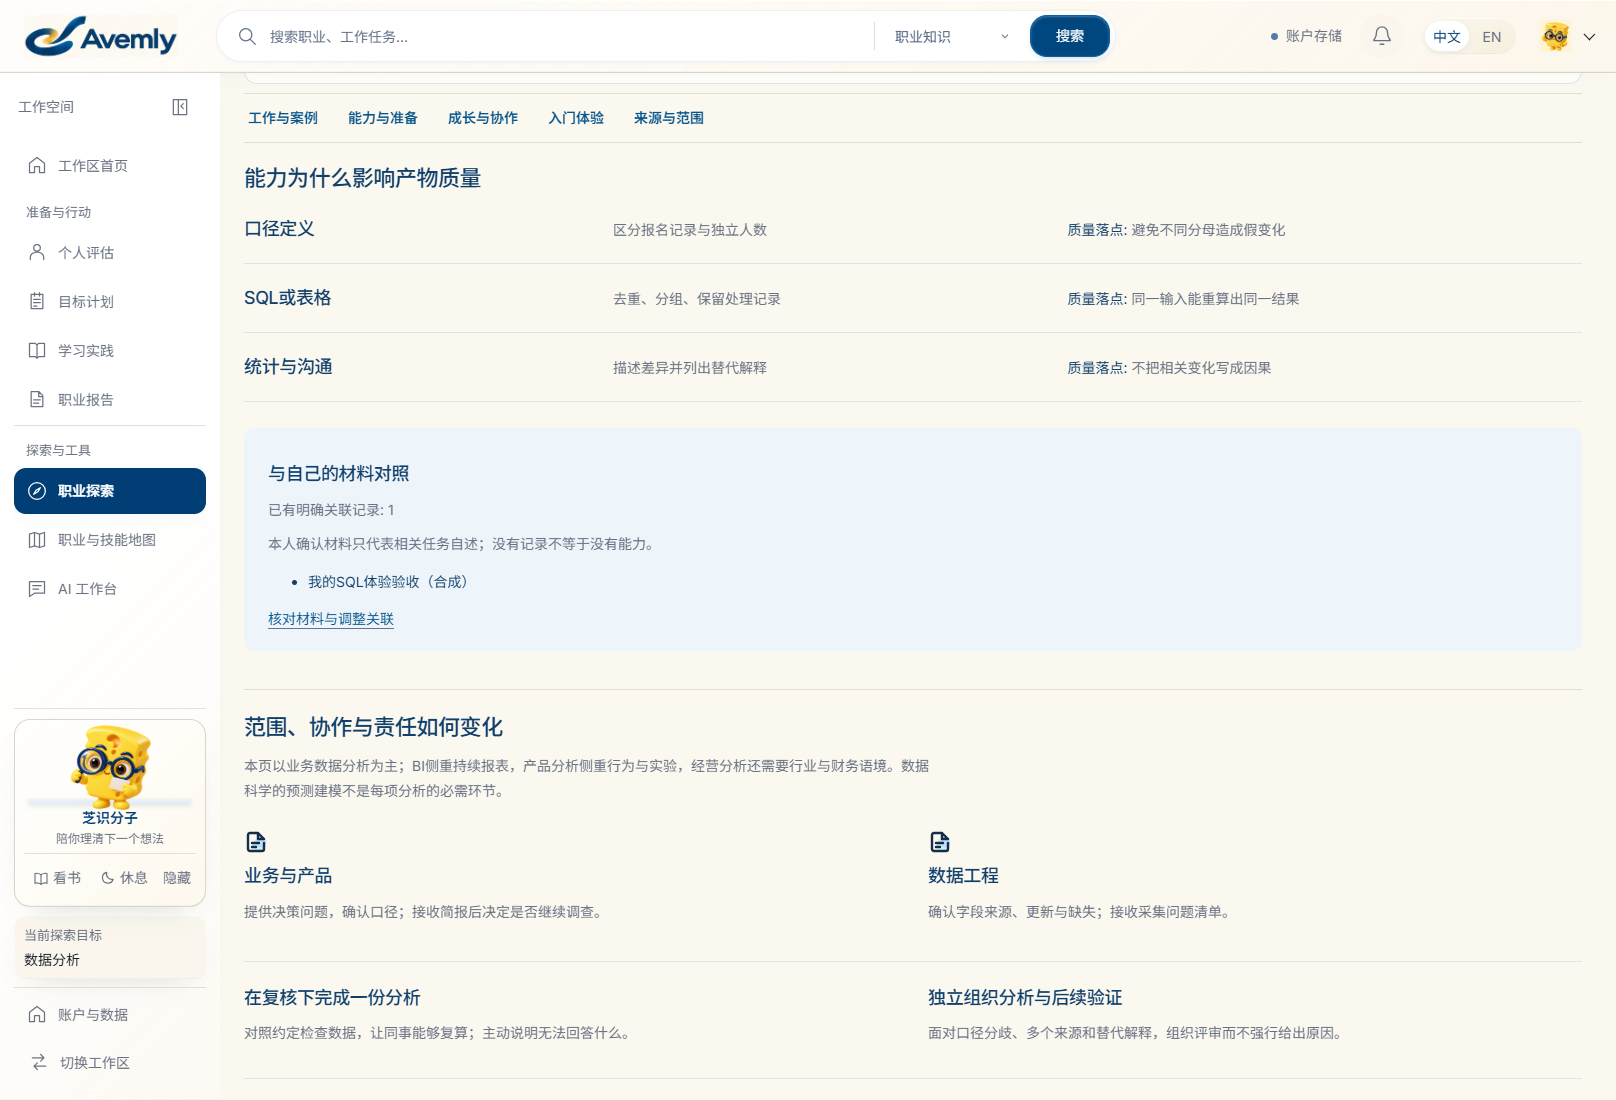 Avemly
搜索职业、工作任务...
职业知识
搜索
账户存储
中文
EN
工作空间
工作区首页
准备与行动
个人评估
目标计划
学习实践
职业报告
探索与工具
职业探索
职业与技能地图
AI 工作台
芝识分子
陪你理清下一个想法
看书
休息
隐藏
当前探索目标
数据分析
账户与数据
切换工作区
工作与案例
能力与准备
成长与协作
入门体验
来源与范围
能力为什么影响产物质量
口径定义
区分报名记录与独立人数
质量落点: 避免不同分母造成假变化
SQL或表格
去重、分组、保留处理记录
质量落点: 同一输入能重算出同一结果
统计与沟通
描述差异并列出替代解释
质量落点: 不把相关变化写成因果
与自己的材料对照
已有明确关联记录: 1
本人确认材料只代表相关任务自述；没有记录不等于没有能力。
我的SQL体验验收（合成）
核对材料与调整关联
范围、协作与责任如何变化
本页以业务数据分析为主；BI侧重持续报表，产品分析侧重行为与实验，经营分析还需要行业与财务语境。数据
科学的预测建模不是每项分析的必需环节。
业务与产品
提供决策问题，确认口径；接收简报后决定是否继续调查。
数据工程
确认字段来源、更新与缺失；接收采集问题清单。
在复核下完成一份分析
对照约定检查数据，让同事能够复算；主动说明无法回答什么。
独立组织分析与后续验证
面对口径分歧、多个来源和替代解释，组织评审而不强行给出原因。